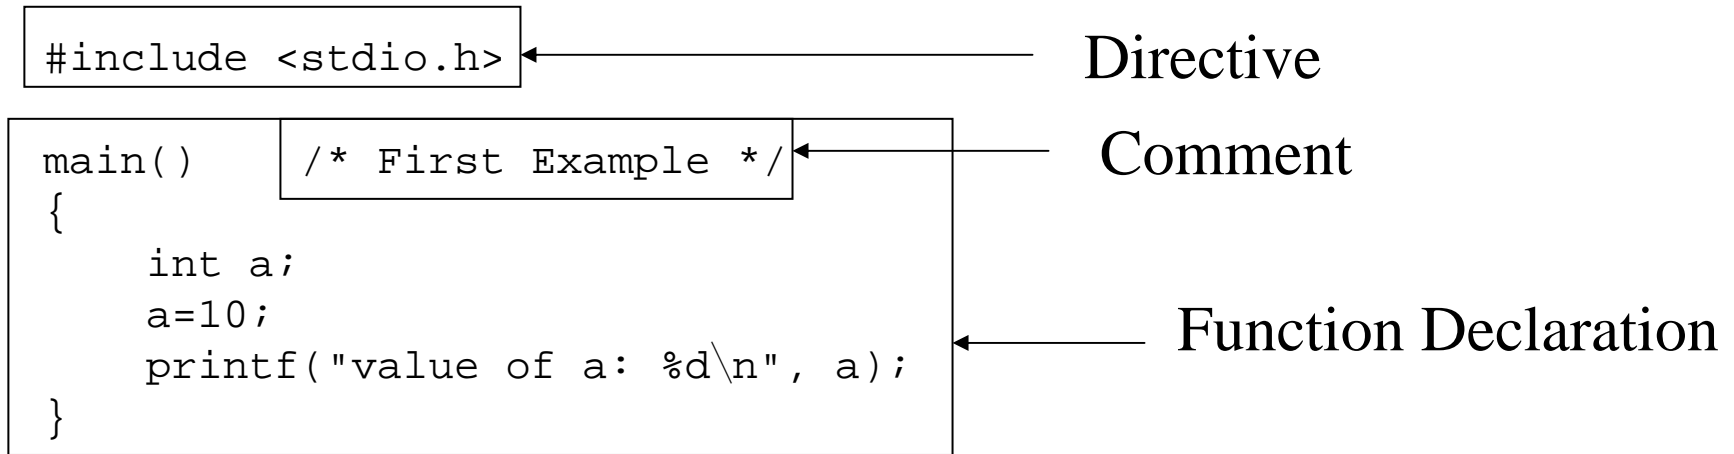 #include <stdio.h> Directive
main() /* First Example */ Comment
{
int a;
a=10; Function Declaration
printf("value of a: %d\n", a);
}